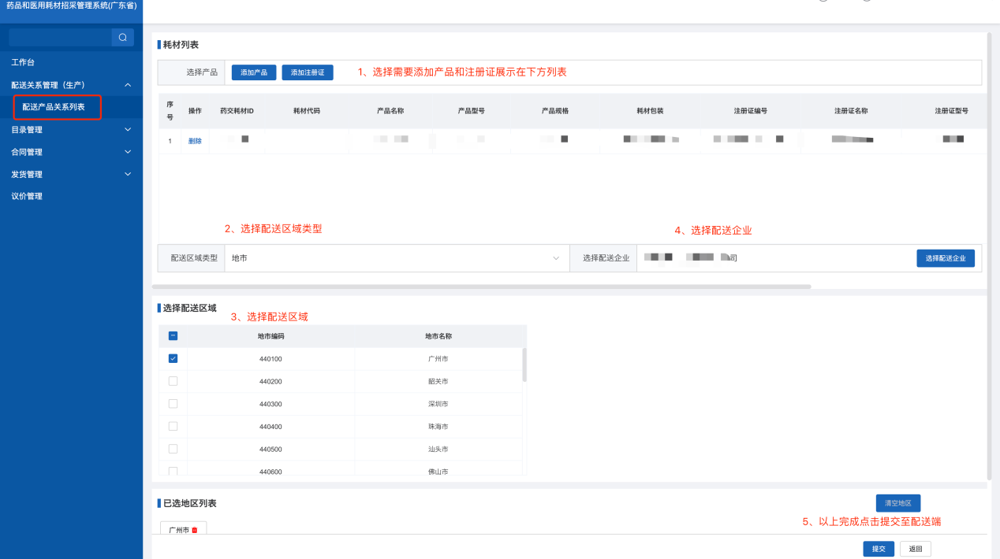 药品和医用耗材招采管理系统(广东省)
工作台
配送关系管理（生产）
配送产品关系列表
目录管理
合同管理
发货管理
议价管理
耗材列表
选择产品 添加产品 添加注册证 1、选择需要添加产品和注册证展示在下方列表
序号 操作 药交耗材ID 耗材代码 产品名称 产品型号 产品规格 耗材包装 注册证编号 注册证名称 注册证型号
1 删除
2、选择配送区域类型 4、选择配送企业
配送区域类型 地市 选择配送企业 司 选择配送企业
选择配送区域
3、选择配送区域
地市编码 地市名称
440100 广州市
440200 韶关市
440300 深圳市
440400 珠海市
440500 汕头市
440600 佛山市
已选地区列表 清空地区
5、以上完成点击提交至配送端
广州市
提交 返回